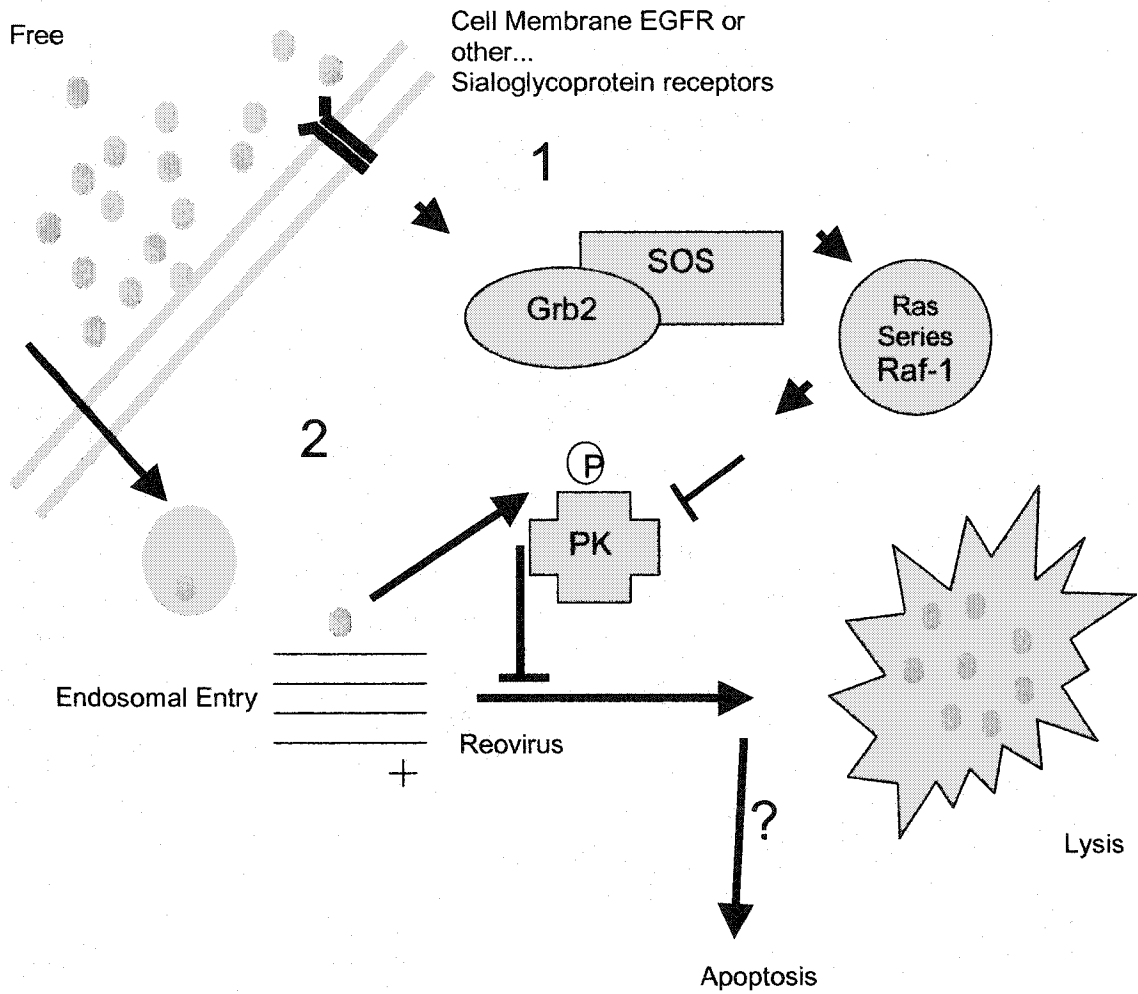 Free
Cell Membrane EGFR or
other...
Sialoglycoprotein receptors
1
SOS
Grb2
Ras
Series
Raf-1
2
P
PK
Endosomal Entry
Reovirus
+
?
Lysis
Apoptosis